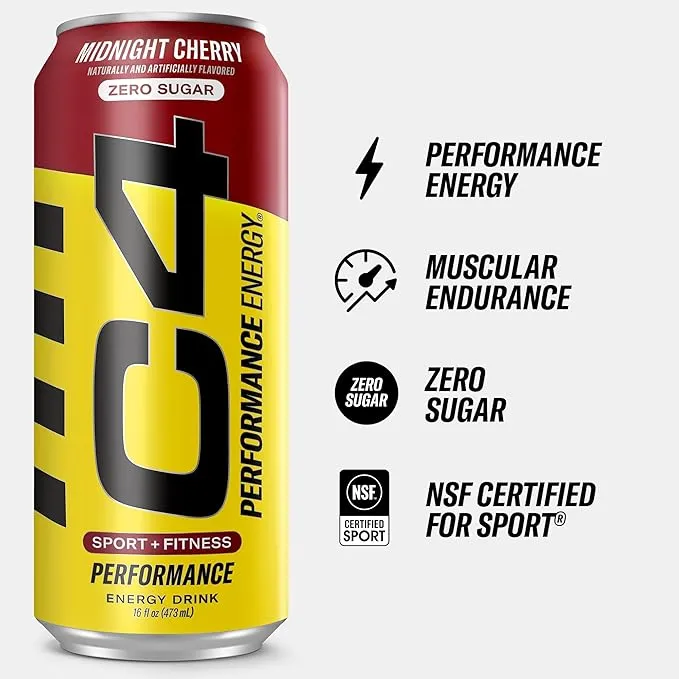 MIDNIGHT CHERRY
NATURALLY AND ARTIFICIALLY FLAVORED
ZERO SUGAR
C4
PERFORMANCE ENERGY®
SPORT + FITNESS
PERFORMANCE
ENERGY DRINK
16 fl oz (473 mL)
PERFORMANCE
ENERGY
MUSCULAR
ENDURANCE
ZERO
SUGAR
ZERO
SUGAR
NSF
CERTIFIED
SPORT
NSF CERTIFIED
FOR SPORT®